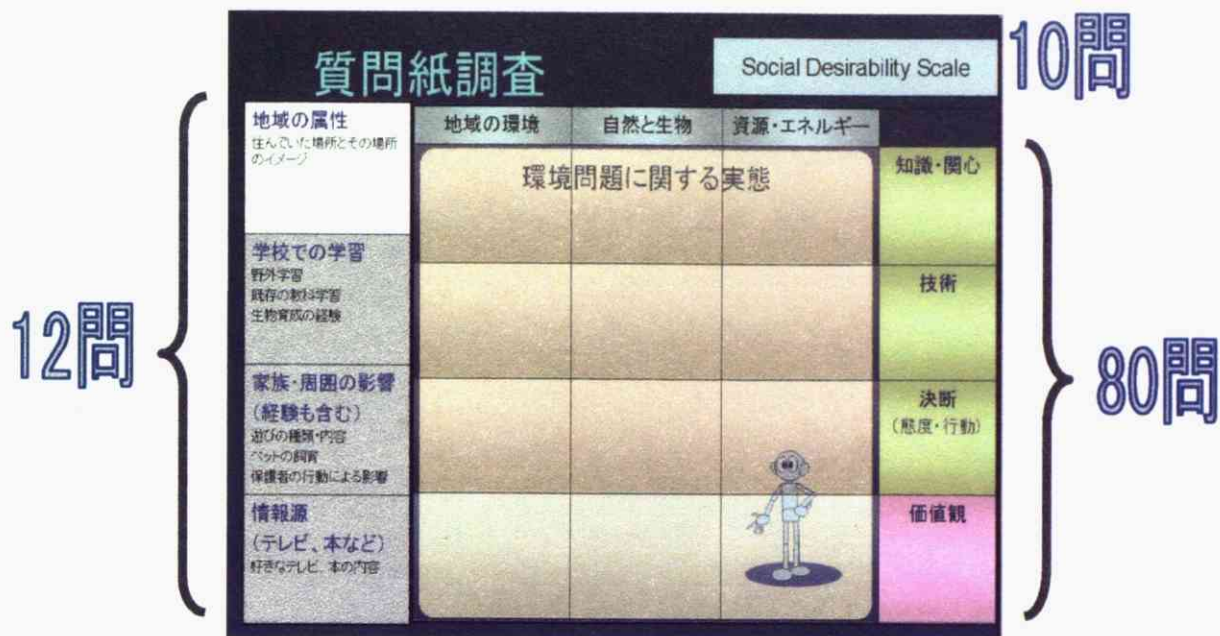 質問紙調査
Social Desirability Scale
10問
12問
地域の属性
住んでいた場所とその場所
のイメージ
学校での学習
野外学習
既存の教科学習
生物育成の経験
家族・周囲の影響
(経験も含む)
遊びの種類・内容
ペットの飼育
保護者の行動による影響
情報源
(テレビ、本など)
好きなテレビ、本の内容
地域の環境
自然と生物
資源・エネルギー
環境問題に関する実態
知識・関心
技術
決断
(態度・行動)
価値観
80問